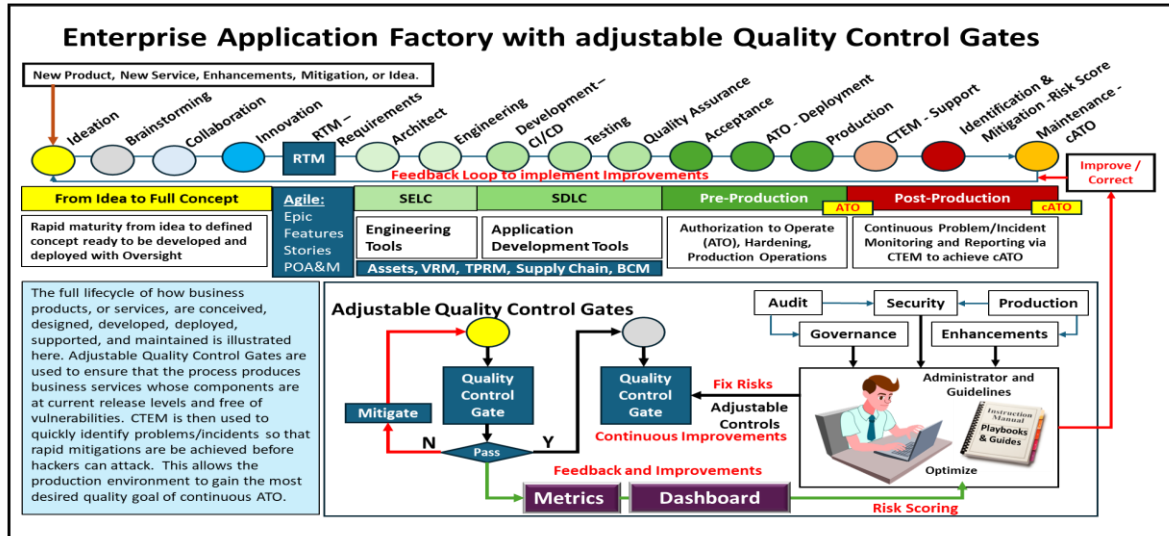 Enterprise Application Factory with adjustable Quality Control Gates
New Product, New Service, Enhancements, Mitigation, or Idea.
Ideation
Brainstorming
Collaboration
Innovation
RTM –
Requirements
Architect
Engineering
Development–
CI/CD
Testing
Quality Assurance
Acceptance
ATO - Deployment
Production
CTEM - Support
Identification &
Mitigation -Risk Score
Maintenance -
cATO
RTM
Feedback Loop to implement Improvements
Improve /
Correct
From Idea to Full Concept
Agile:
Epic
Features
Stories
POA&M
SELC
SDLC
Pre-Production
ATO
Post-Production
cATO
Rapid maturity from idea to defined
concept ready to be developed and
deployed with Oversight
Engineering
Tools
Application
Development Tools
Assets, VRM, TPRM, Supply Chain, BCM
Authorization to Operate
(ATO), Hardening,
Production Operations
Continuous Problem/Incident
Monitoring and Reporting via
CTEM to achieve cATO
The full lifecycle of how business
products, or services, are conceived,
designed, developed, deployed,
supported, and maintained is illustrated
here. Adjustable Quality Control Gates are
used to ensure that the process produces
business services whose components are
at current release levels and free of
vulnerabilities. CTEM is then used to
quickly identify problems/incidents so that
rapid mitigations are be achieved before
hackers can attack. This allows the
production environment to gain the most
desired quality goal of continuous ATO.
Adjustable Quality Control Gates
Quality
Control
Gate
Mitigate
N
Pass
Y
Quality
Control
Gate
Fix Risks
Adjustable
Controls
Continuous Improvements
Feedback and Improvements
Metrics
Dashboard
Risk Scoring
Audit
Security
Production
Governance
Enhancements
Administrator and
Guidelines
Instruction
Manual
Playbooks
& Guides
Optimize